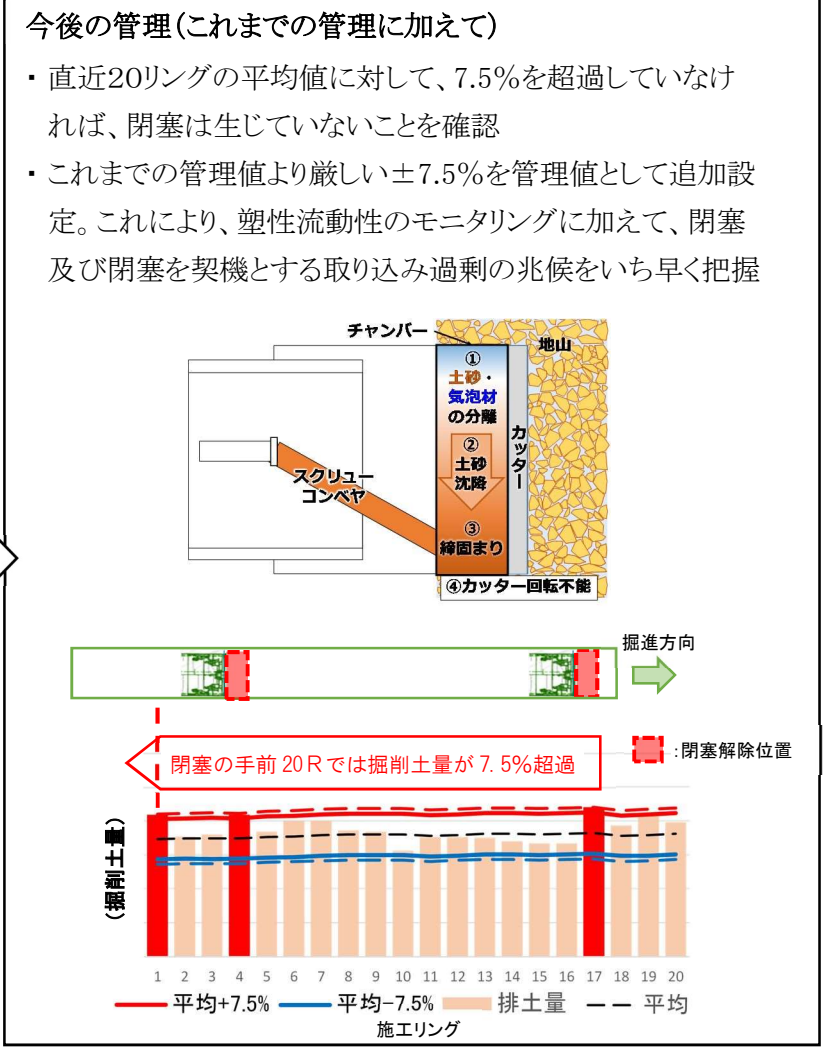 今後の管理(これまでの管理に加えて)
・直近20リングの平均値に対して、7.5%を超過していなけ
れば、閉塞は生じていないことを確認
・これまでの管理値より厳しい±7.5%を管理値として追加設
定。これにより、塑性流動性のモニタリングに加えて、閉塞
及び閉塞を契機とする取り込み過剰の兆候をいち早く把握
チャンバー
地山
①
土砂・
気泡材
の分離
②
土砂
沈降
③
締固まり
カッター
スクリュー
コンベヤ
④カッター回転不能
掘進方向
閉塞の手前20Rでは掘削土量が7.5%超過
:閉塞解除位置
(掘削土量)
1 2 3 4 5 6 7 8 9 10 11 12 13 14 15 16 17 18 19 20
平均+7.5% 平均-7.5% 排土量 平均
施工リング